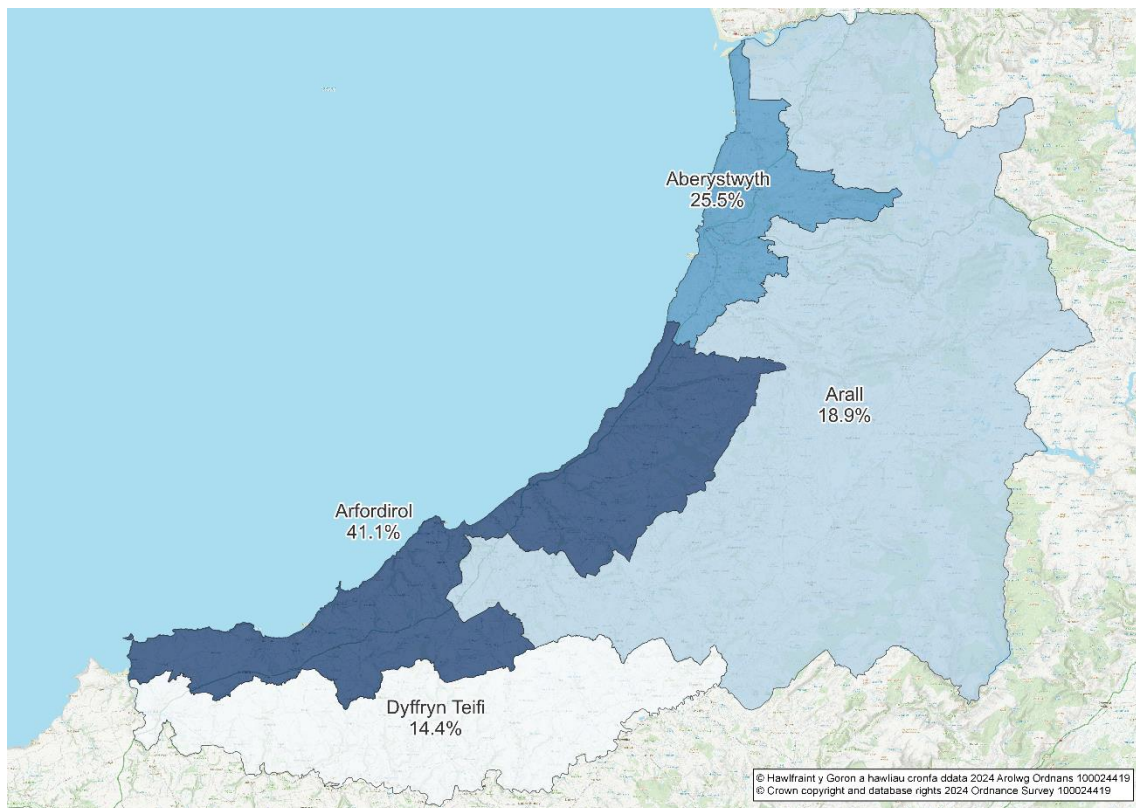 Aberystwyth
25.5%
Arall
18.9%
Arfordirol
41.1%
Dyffryn Teifi
14.4%
© Hawlfraint y Goron a hawliau cronfa ddata 2024 Arolwg Ordnans 100024419
© Crown copyright and database rights 2024 Ordnance Survey 100024419